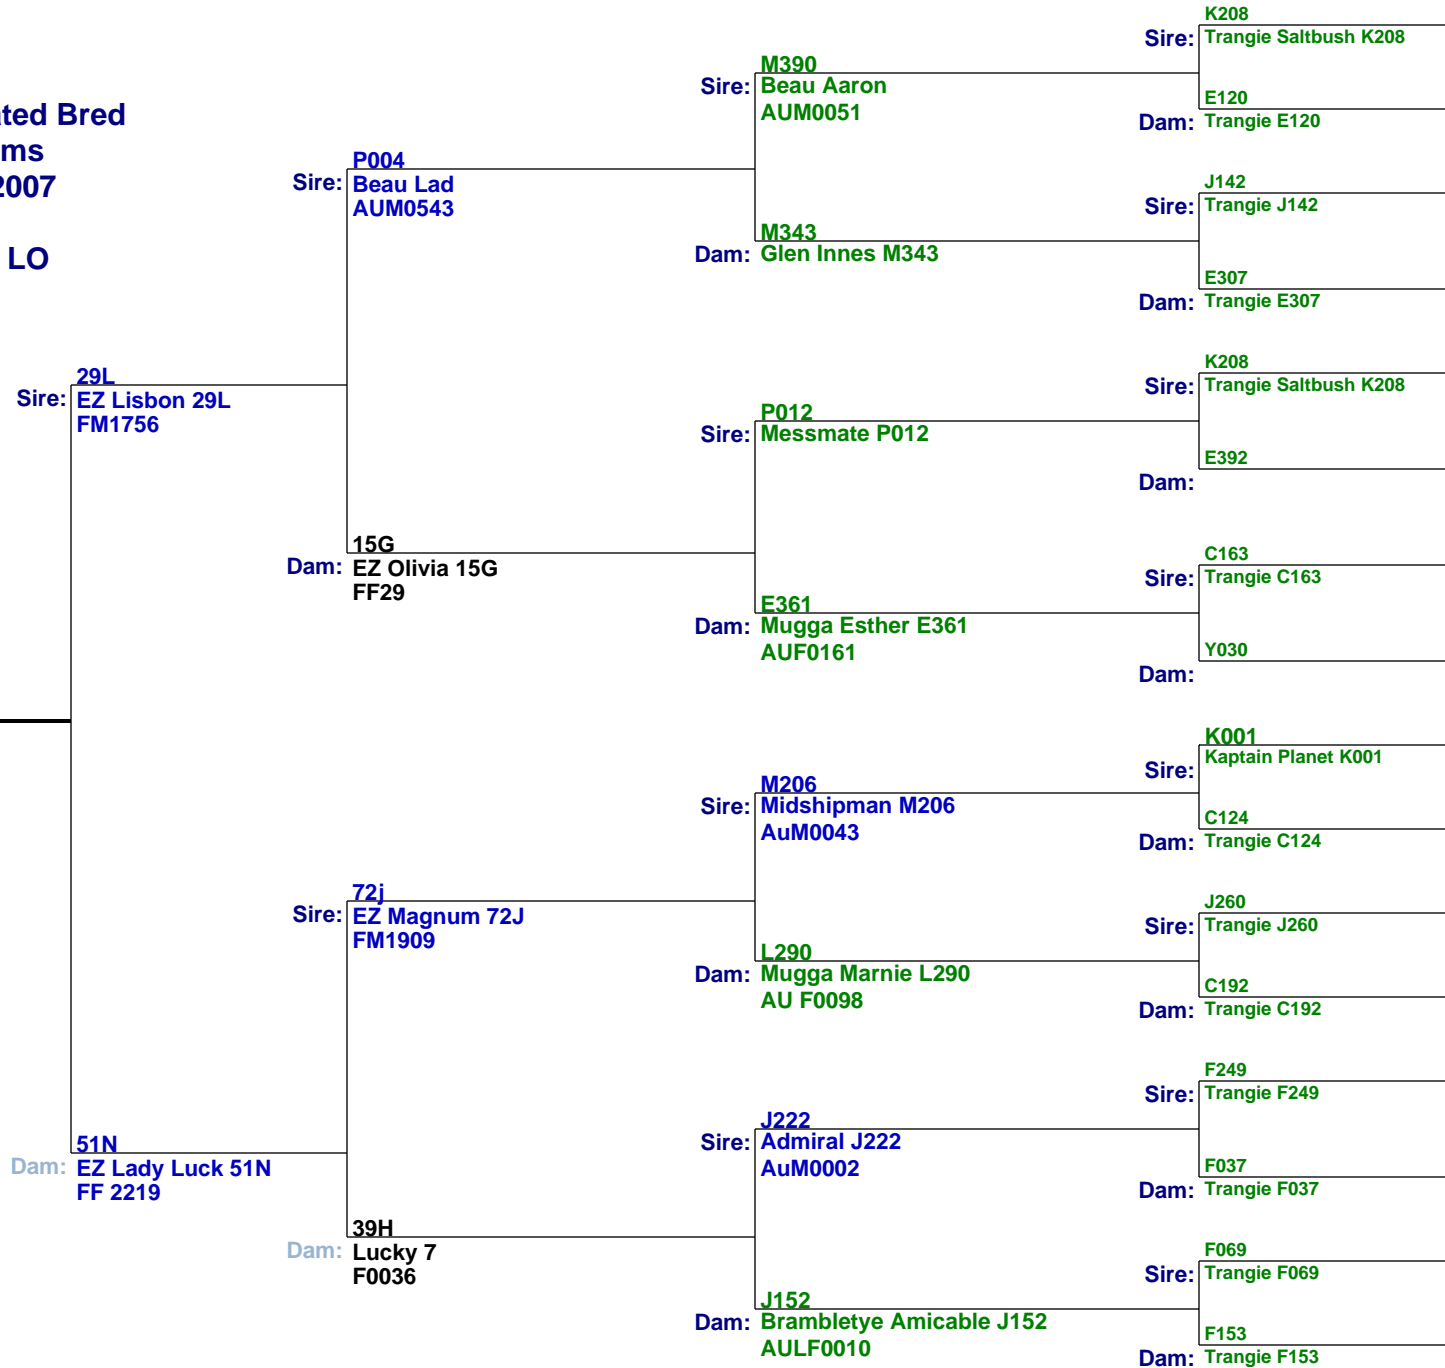 ated Bred
ms
2007
LO
Sire:
29L
EZ Lisbon 29L
FM1756
Dam:
51N
EZ Lady Luck 51N
FF 2219
Sire:
P004
Beau Lad
AUM0543
Dam:
15G
EZ Olivia 15G
FF29
Sire:
72j
EZ Magnum 72J
FM1909
Dam:
39H
Lucky 7
F0036
Sire:
M390
Beau Aaron
AUM0051
Dam:
M343
Glen Innes M343
Sire:
P012
Messmate P012
Dam:
E361
Mugga Esther E361
AUF0161
Sire:
M206
Midshipman M206
AuM0043
Dam:
L290
Mugga Marnie L290
AU F0098
Sire:
J222
Admiral J222
AuM0002
Dam:
J152
Brambletye Amicable J152
AULF0010
Sire:
K208
Trangie Saltbush K208
Dam:
E120
Trangie E120
Sire:
J142
Trangie J142
Dam:
E307
Trangie E307
Sire:
K208
Trangie Saltbush K208
Dam:
E392
Sire:
C163
Trangie C163
Dam:
Y030
Sire:
K001
Kaptain Planet K001
Dam:
C124
Trangie C124
Sire:
J260
Trangie J260
Dam:
C192
Trangie C192
Sire:
F249
Trangie F249
Dam:
F037
Trangie F037
Sire:
F069
Trangie F069
Dam:
F153
Trangie F153